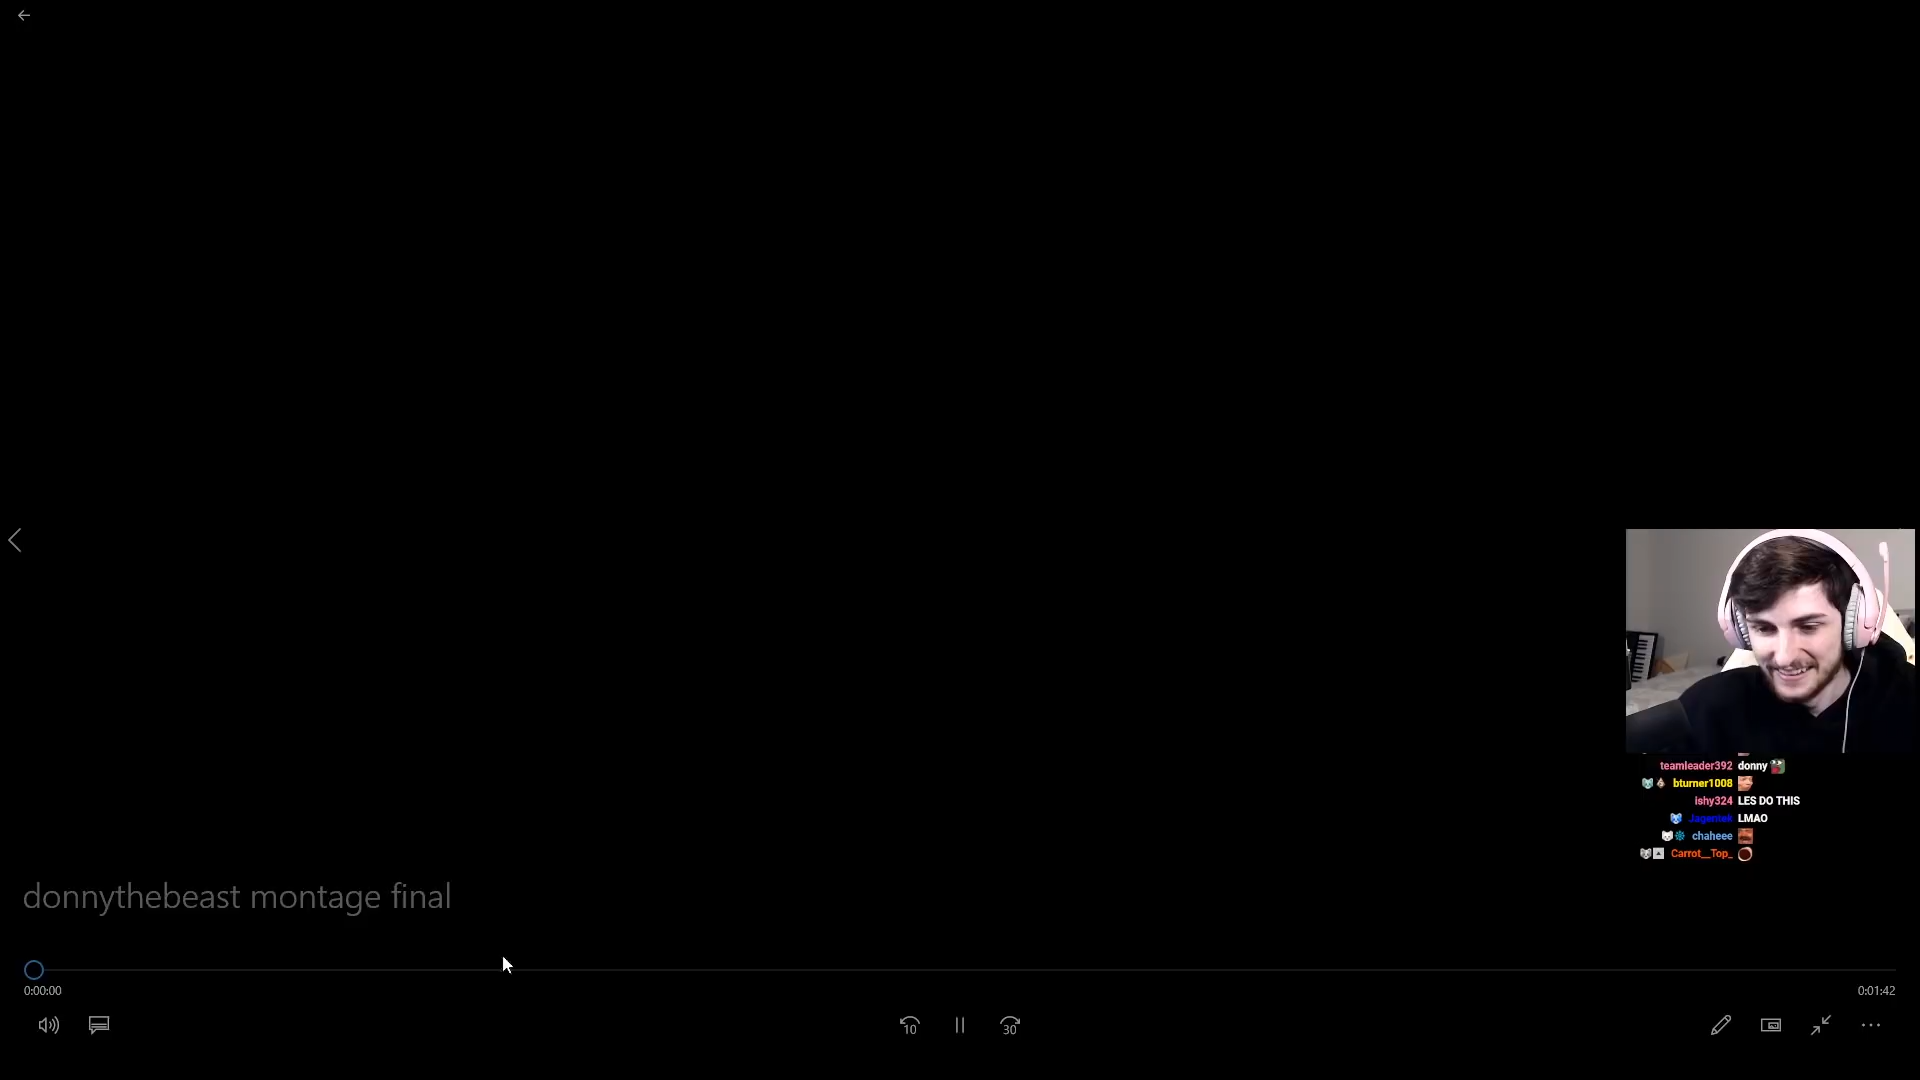 teamleader392 donny
bturner1008
ishy324 LES DO THIS
Jagentek LMAO
chaheee
Carrot__Top_
donnythebeast montage final
0:00:00
0:01:42
10
30